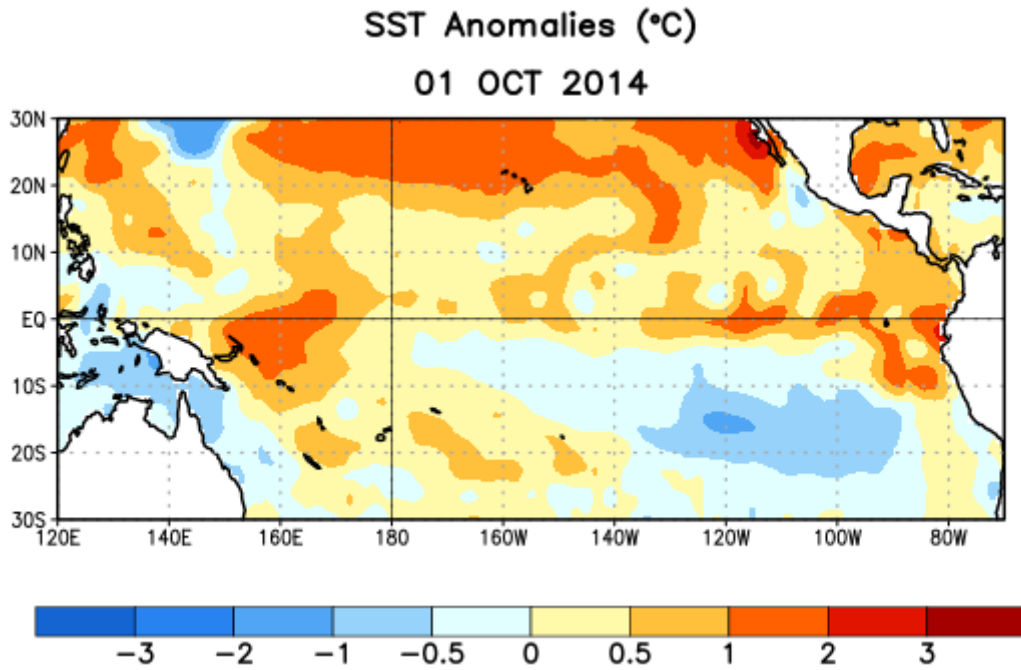 SST Anomalies (°C)
01 OCT 2014
30N
20N
10N
EQ
10S
20S
30S
120E 140E 160E 180 160W 140W 120W 100W 80W
-3 -2 -1 -0.5 0 0.5 1 2 3